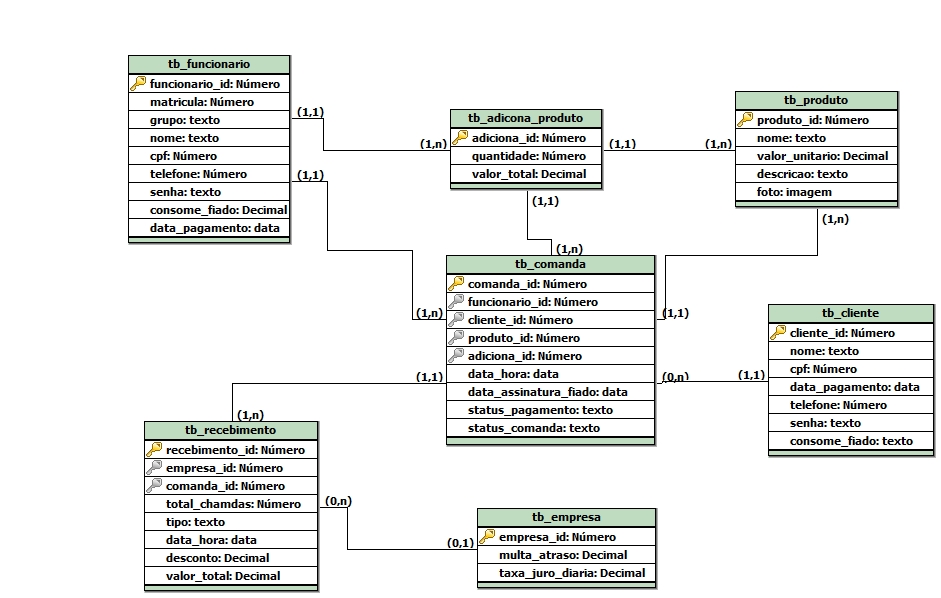 tb_funcionario
funcionario_id: Número
matricula: Número
grupo: texto
nome: texto
cpf: Número
telefone: Número
senha: texto
consome_fiado: Decimal
data_pagamento: data
(1,1)
(1,n)
(1,1)
(1,n)
tb_adicona_produto
adiciona_id: Número
quantidade: Número
valor_total: Decimal
(1,1)
(1,n)
(1,1)
(1,n)
tb_produto
produto_id: Número
nome: texto
valor_unitario: Decimal
descricao: texto
foto: imagem
(1,n)
(1,1)
tb_comanda
comanda_id: Número
funcionario_id: Número
cliente_id: Número
produto_id: Número
adiciona_id: Número
data_hora: data
data_assinatura_fiado: data
status_pagamento: texto
status_comanda: texto
(0,n)
(1,1)
tb_cliente
cliente_id: Número
nome: texto
cpf: Número
data_pagamento: data
telefone: Número
senha: texto
consome_fiado: texto
(1,1)
(1,n)
tb_recebimento
recebimento_id: Número
empresa_id: Número
comanda_id: Número
total_chamdas: Número
tipo: texto
data_hora: data
desconto: Decimal
valor_total: Decimal
(0,n)
(0,1)
tb_empresa
empresa_id: Número
multa_atraso: Decimal
taxa_juro_diaria: Decimal